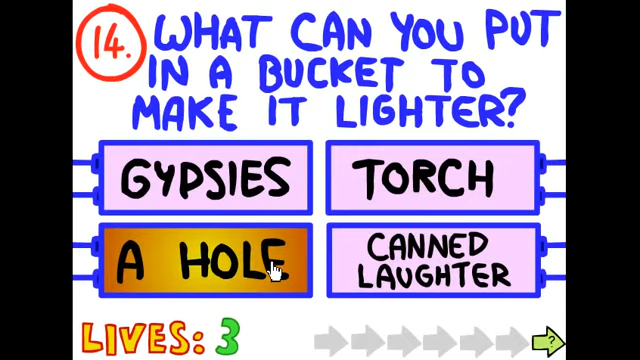 14. WHAT CAN YOU PUT
IN A BUCKET TO
MAKE IT LIGHTER?
GYPSIES
TORCH
A HOLE
CANNED
LAUGHTER
LIVES: 3
?